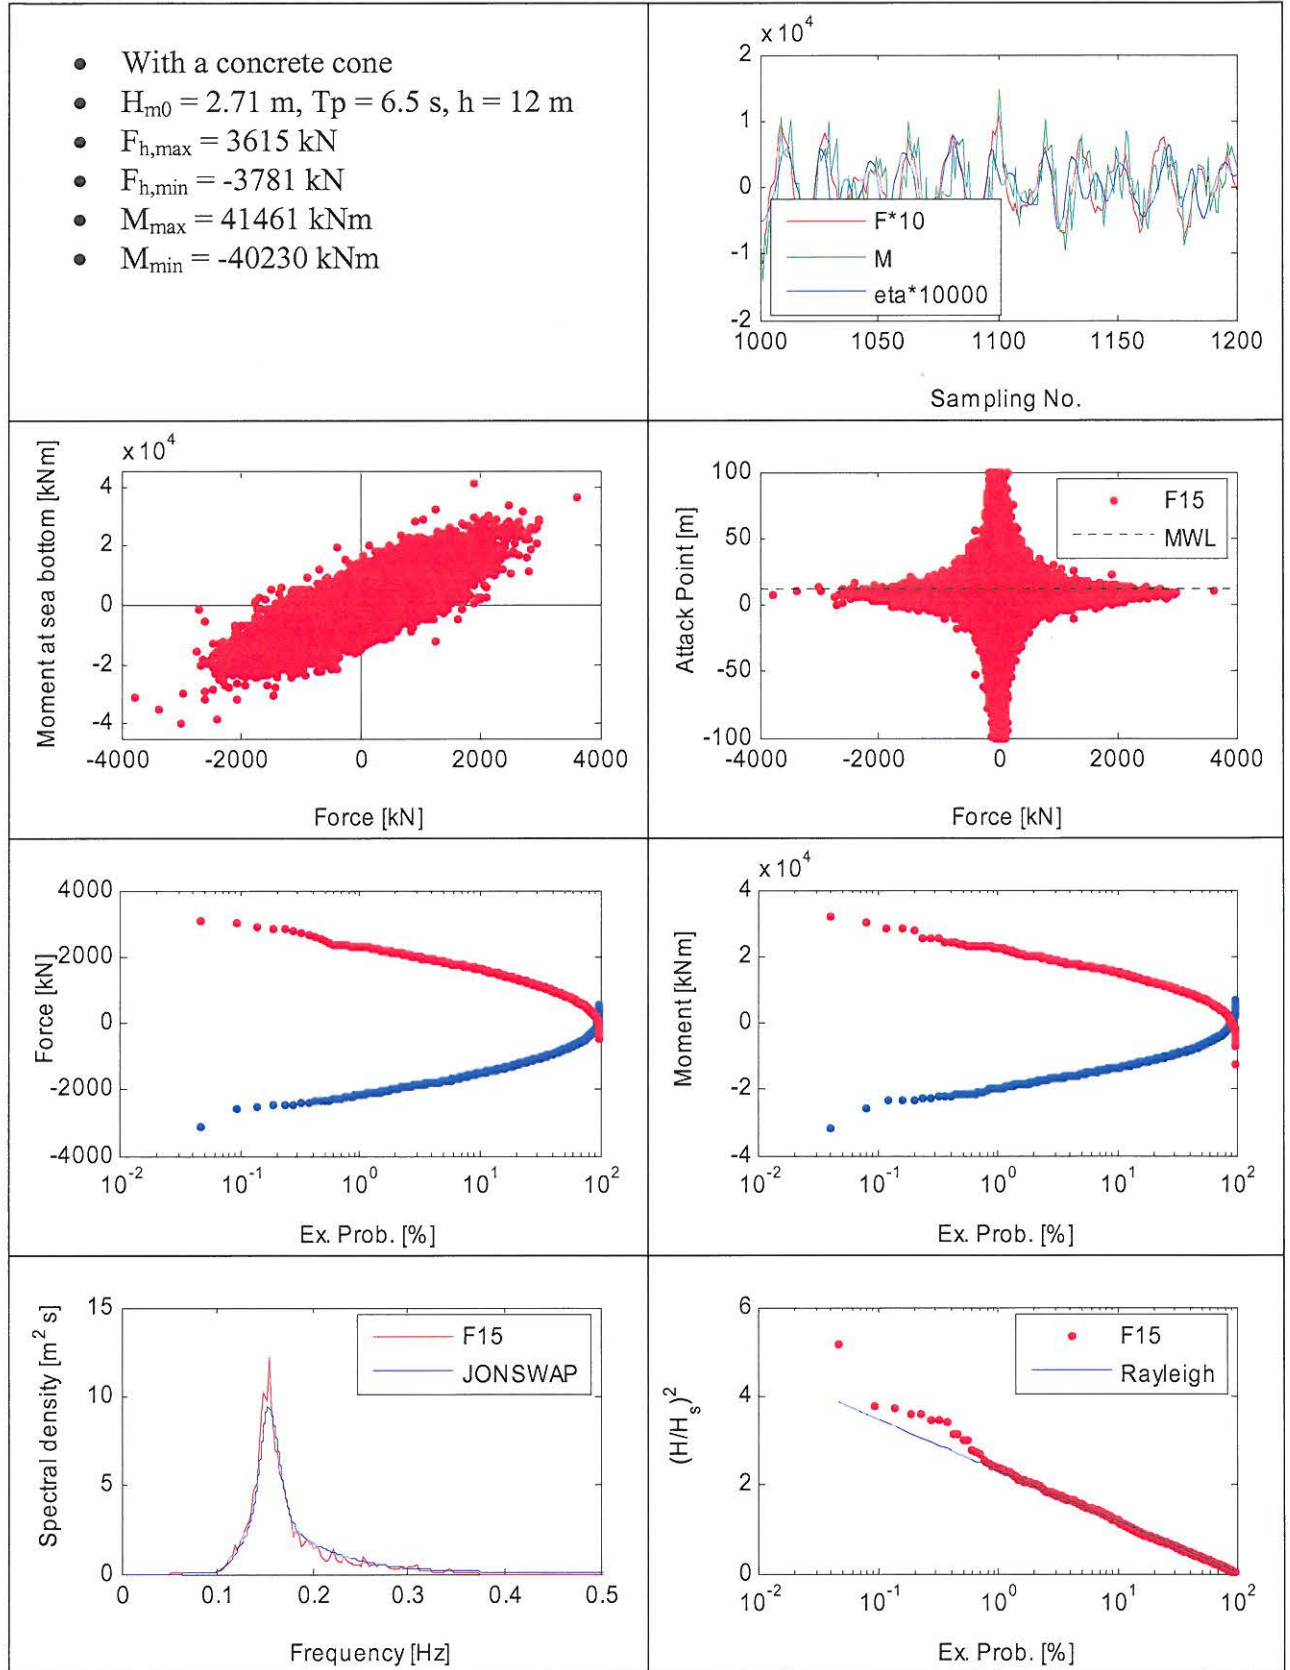 • With a concrete cone
• Hm0 = 2.71 m, Tp = 6.5 s, h = 12 m
• Fh,max = 3615 kN
• Fh,min = -3781 kN
• Mmax = 41461 kNm
• Mmin = -40230 kNm
x 10^4
2
1
0
-1
-2
F*10
M
eta*10000
1000 1050 1100 1150 1200
Sampling No.
Moment at sea bottom [kNm]
x 10^4
4
2
0
-2
-4
-4000 -2000 0 2000 4000
Force [kN]
Attack Point [m]
100
50
0
-50
-100
F15
MWL
-4000 -2000 0 2000 4000
Force [kN]
Force [kN]
4000
2000
0
-2000
-4000
10^-2 10^-1 10^0 10^1 10^2
Ex. Prob. [%]
Moment [kNm]
x 10^4
4
2
0
-2
-4
10^-2 10^-1 10^0 10^1 10^2
Ex. Prob. [%]
Spectral density [m^2 s]
15
10
5
0
F15
JONSWAP
0 0.1 0.2 0.3 0.4 0.5
Frequency [Hz]
(H/H_s)^2
6
4
2
0
F15
Rayleigh
10^-2 10^-1 10^0 10^1 10^2
Ex. Prob. [%]